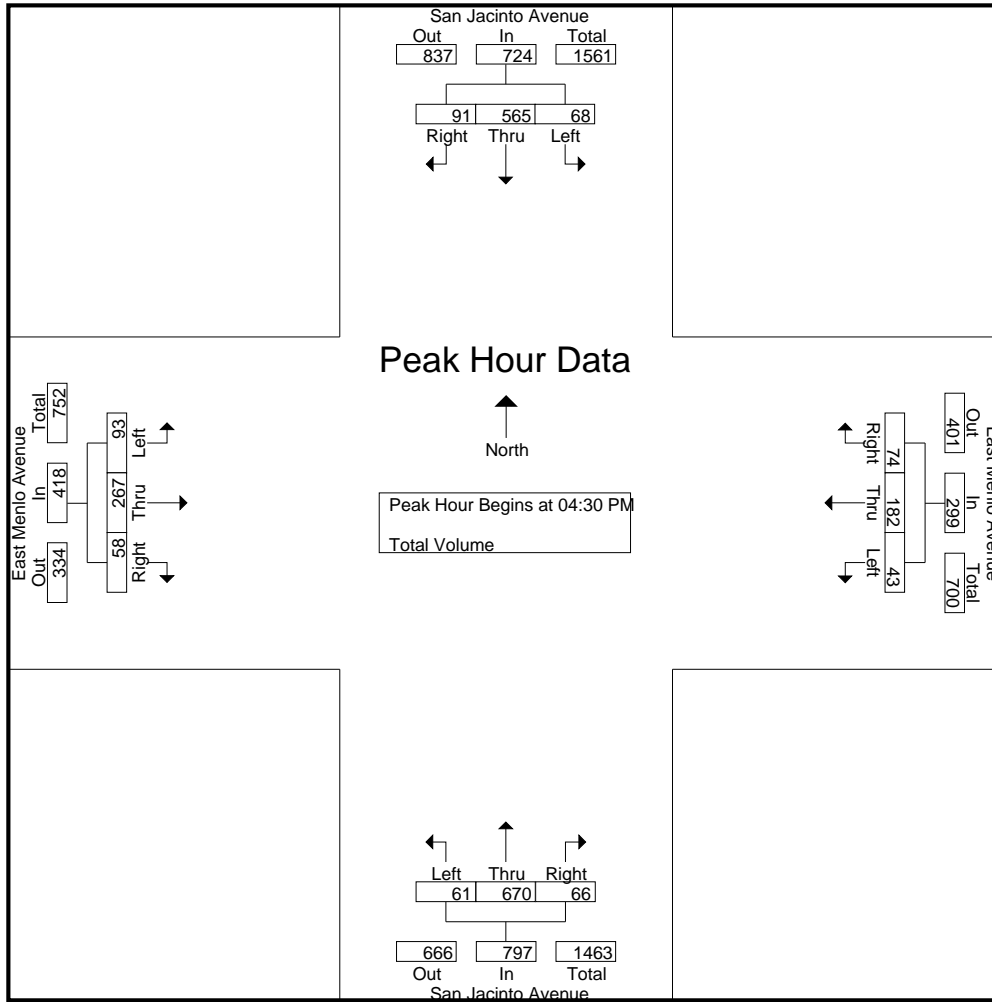 San Jacinto Avenue
Out In Total
837 724 1561
91 565 68
Right Thru Left
Peak Hour Data
North
Peak Hour Begins at 04:30 PM
Total Volume
East Menlo Avenue
Out In Total
334 418 752
Right Thru Left
58 267 93
East Menlo Avenue
Out In Total
401 299 700
74 182 43
Right Thru Left
Left Thru Right
61 670 66
666 797 1463
Out In Total
San Jacinto Avenue